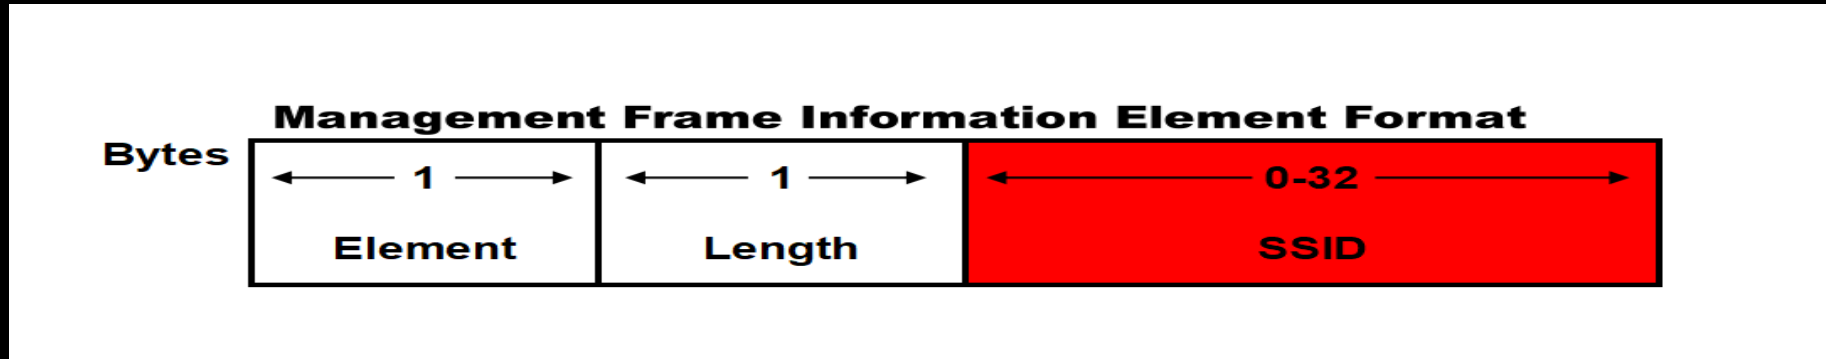 Management Frame Information Element Format
Bytes
1 1 0-32
Element Length SSID